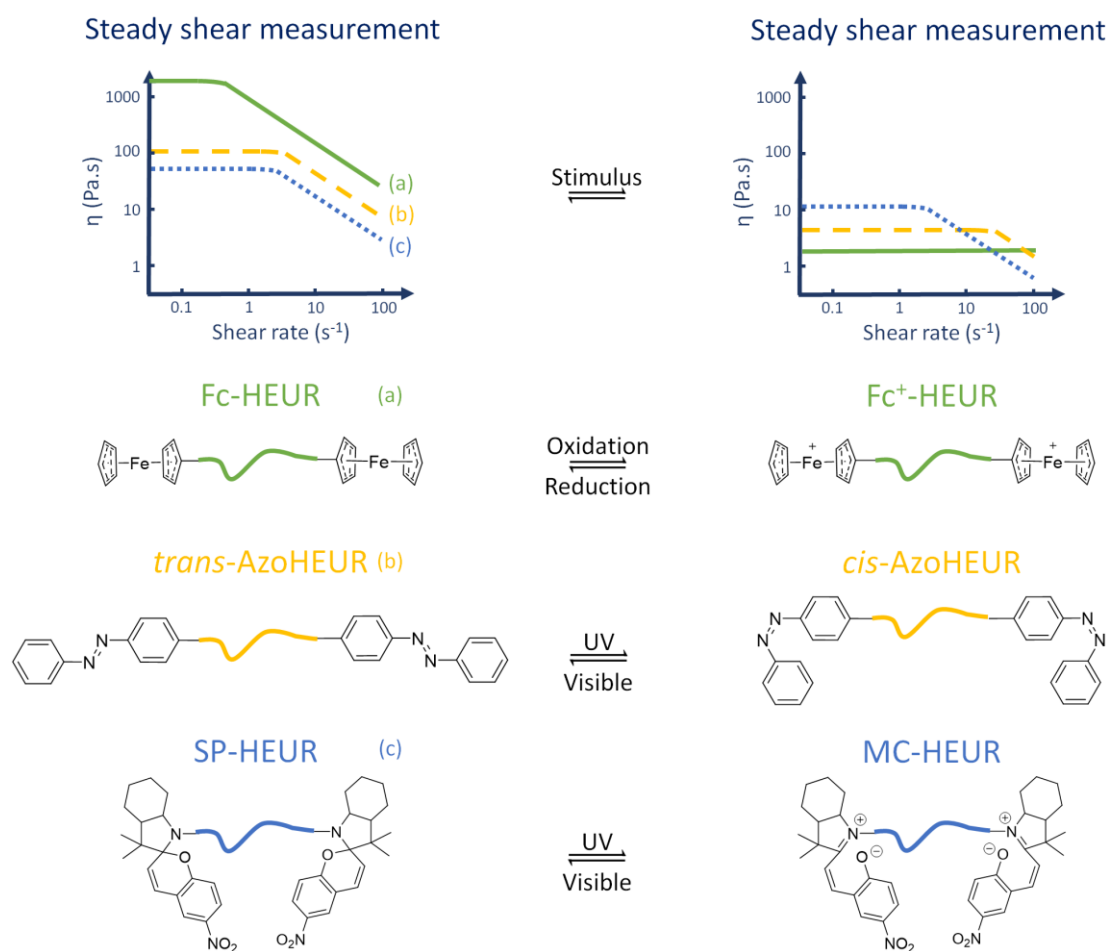 Steady shear measurement
η (Pa.s)
1000
100
10
1
(a)
(b)
(c)
0.1 1 10 100
Shear rate (s-1)
Stimulus
Steady shear measurement
η (Pa.s)
1000
100
10
1
0.1 1 10 100
Shear rate (s-1)
Fc-HEUR (a)
Fe
Fe
Oxidation
Reduction
Fc+-HEUR
+
Fe
+
Fe
trans-AzoHEUR (b)
N
N
N
N
UV
Visible
cis-AzoHEUR
N
N
N
N
SP-HEUR (c)
N
N
O
O
NO2
O2N
UV
Visible
MC-HEUR
N
+
+
N
O
−
−
O
NO2
O2N